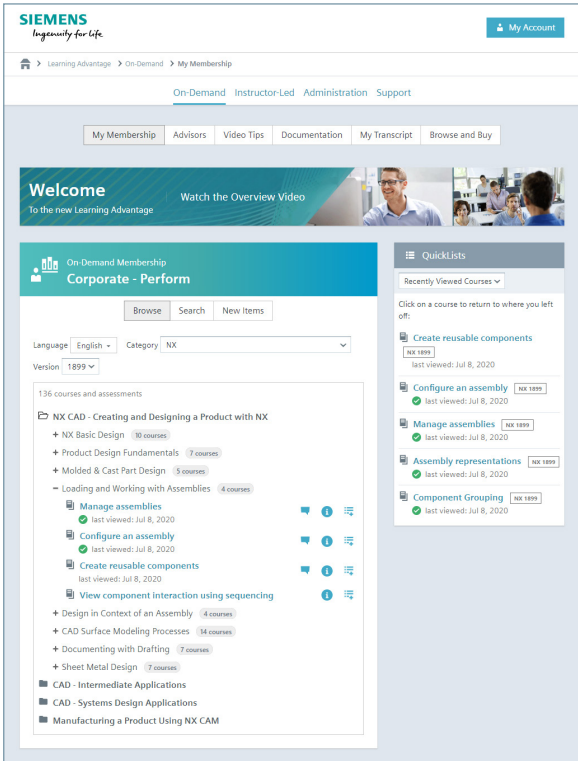 SIEMENS
Ingenuity for life
My Account
Learning Advantage > On-Demand > My Membership
On-Demand Instructor-Led Administration Support
My Membership Advisors Video Tips Documentation My Transcript Browse and Buy
Welcome
To the new Learning Advantage
Watch the Overview Video
On-Demand Membership
Corporate - Perform
Browse Search New Items
Language English Category NX
Version 1899
136 courses and assessments
NX CAD - Creating and Designing a Product with NX
+ NX Basic Design 10 courses
+ Product Design Fundamentals 7 courses
+ Molded & Cast Part Design 5 courses
− Loading and Working with Assemblies 4 courses
Manage assemblies
last viewed: Jul 8, 2020
Configure an assembly
last viewed: Jul 8, 2020
Create reusable components
last viewed: Jul 8, 2020
View component interaction using sequencing
+ Design in Context of an Assembly 4 courses
+ CAD Surface Modeling Processes 14 courses
+ Documenting with Drafting 7 courses
+ Sheet Metal Design 7 courses
CAD - Intermediate Applications
CAD - Systems Design Applications
Manufacturing a Product Using NX CAM
QuickLists
Recently Viewed Courses
Click on a course to return to where you left
off:
Create reusable components
NX 1899
last viewed: Jul 8, 2020
Configure an assembly NX 1899
last viewed: Jul 8, 2020
Manage assemblies NX 1899
last viewed: Jul 8, 2020
Assembly representations NX 1899
last viewed: Jul 8, 2020
Component Grouping NX 1899
last viewed: Jul 8, 2020